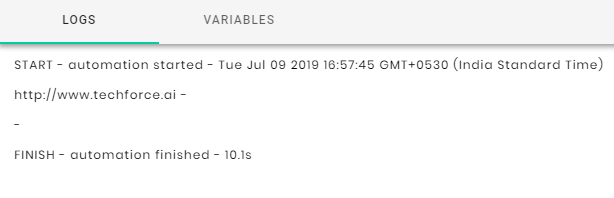 LOGS VARIABLES
START - automation started - Tue Jul 09 2019 16:57:45 GMT+0530 (India Standard Time)
http://www.techforce.ai -
-
FINISH - automation finished - 10.1s